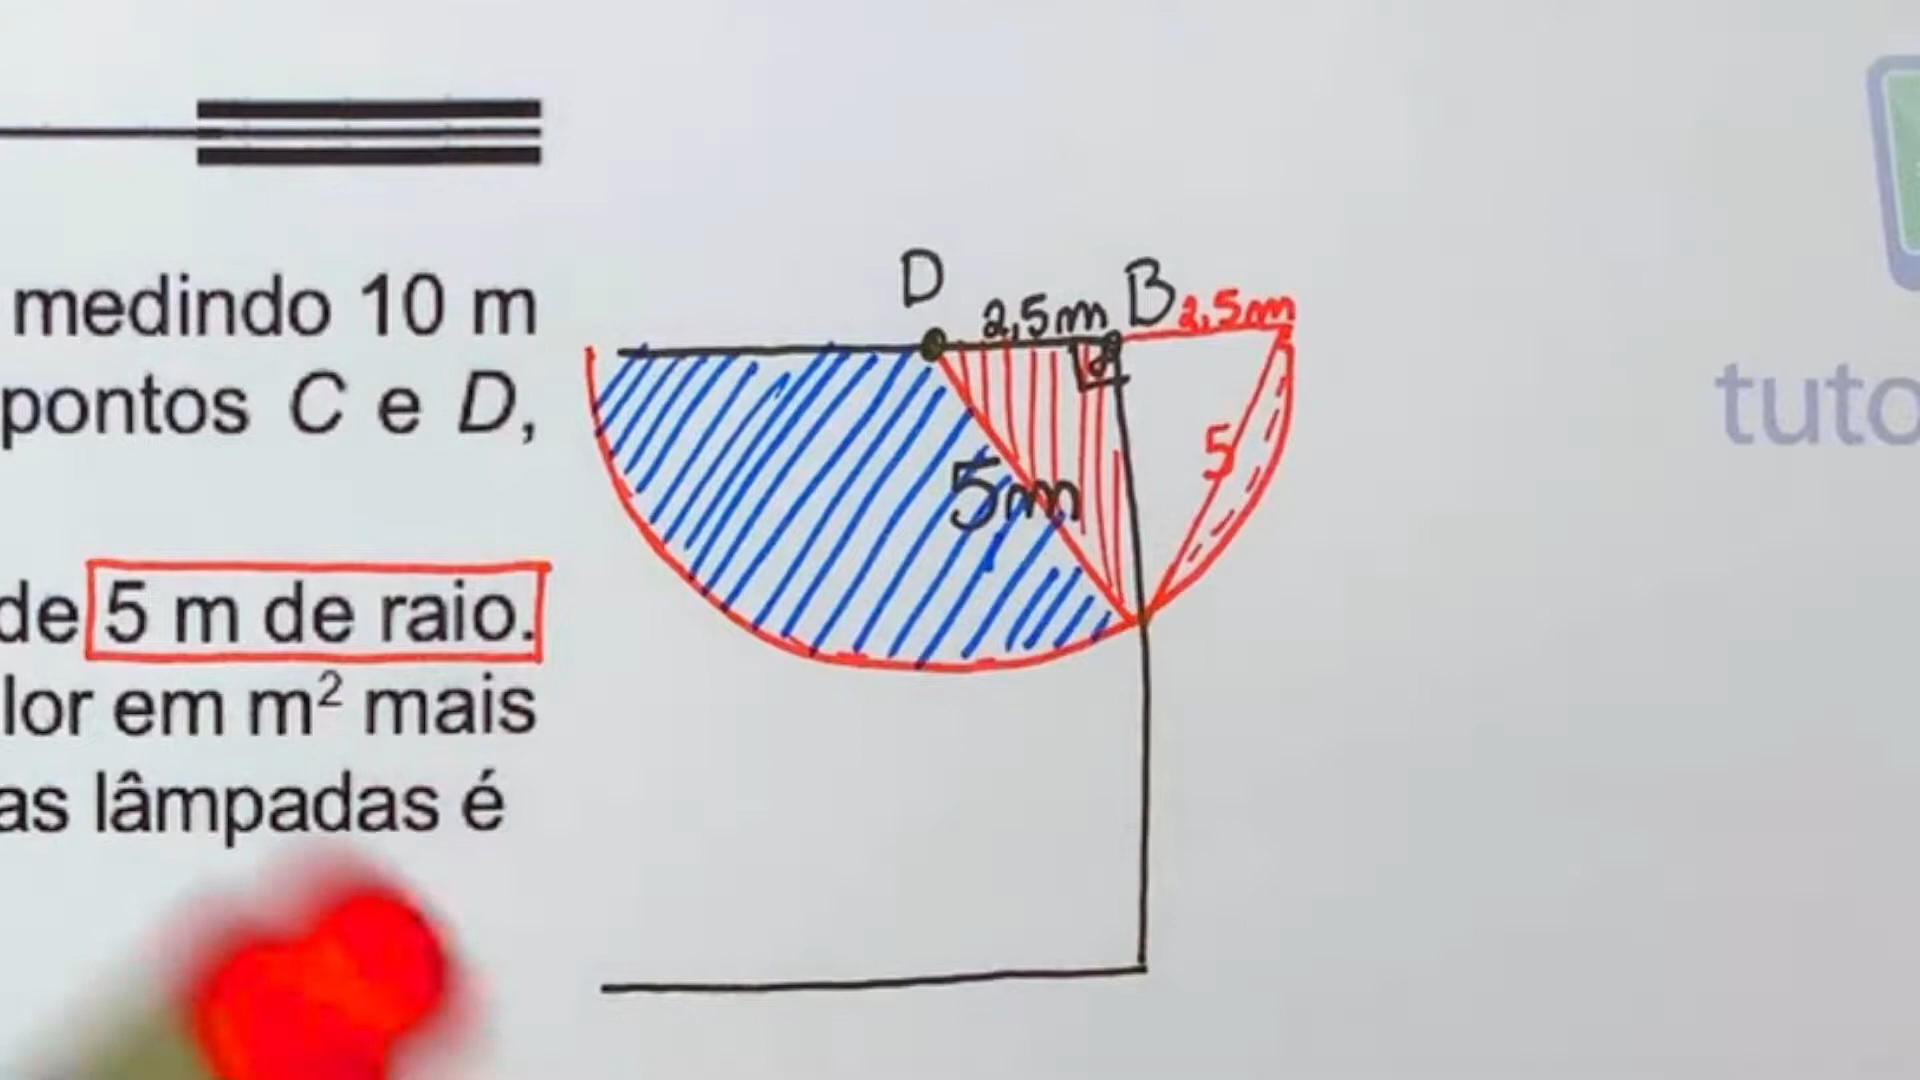 medindo 10 m
pontos C e D,
de 5 m de raio.
lor em m² mais
as lâmpadas é
D
2,5m
B
2,5m
5m
5
tuto